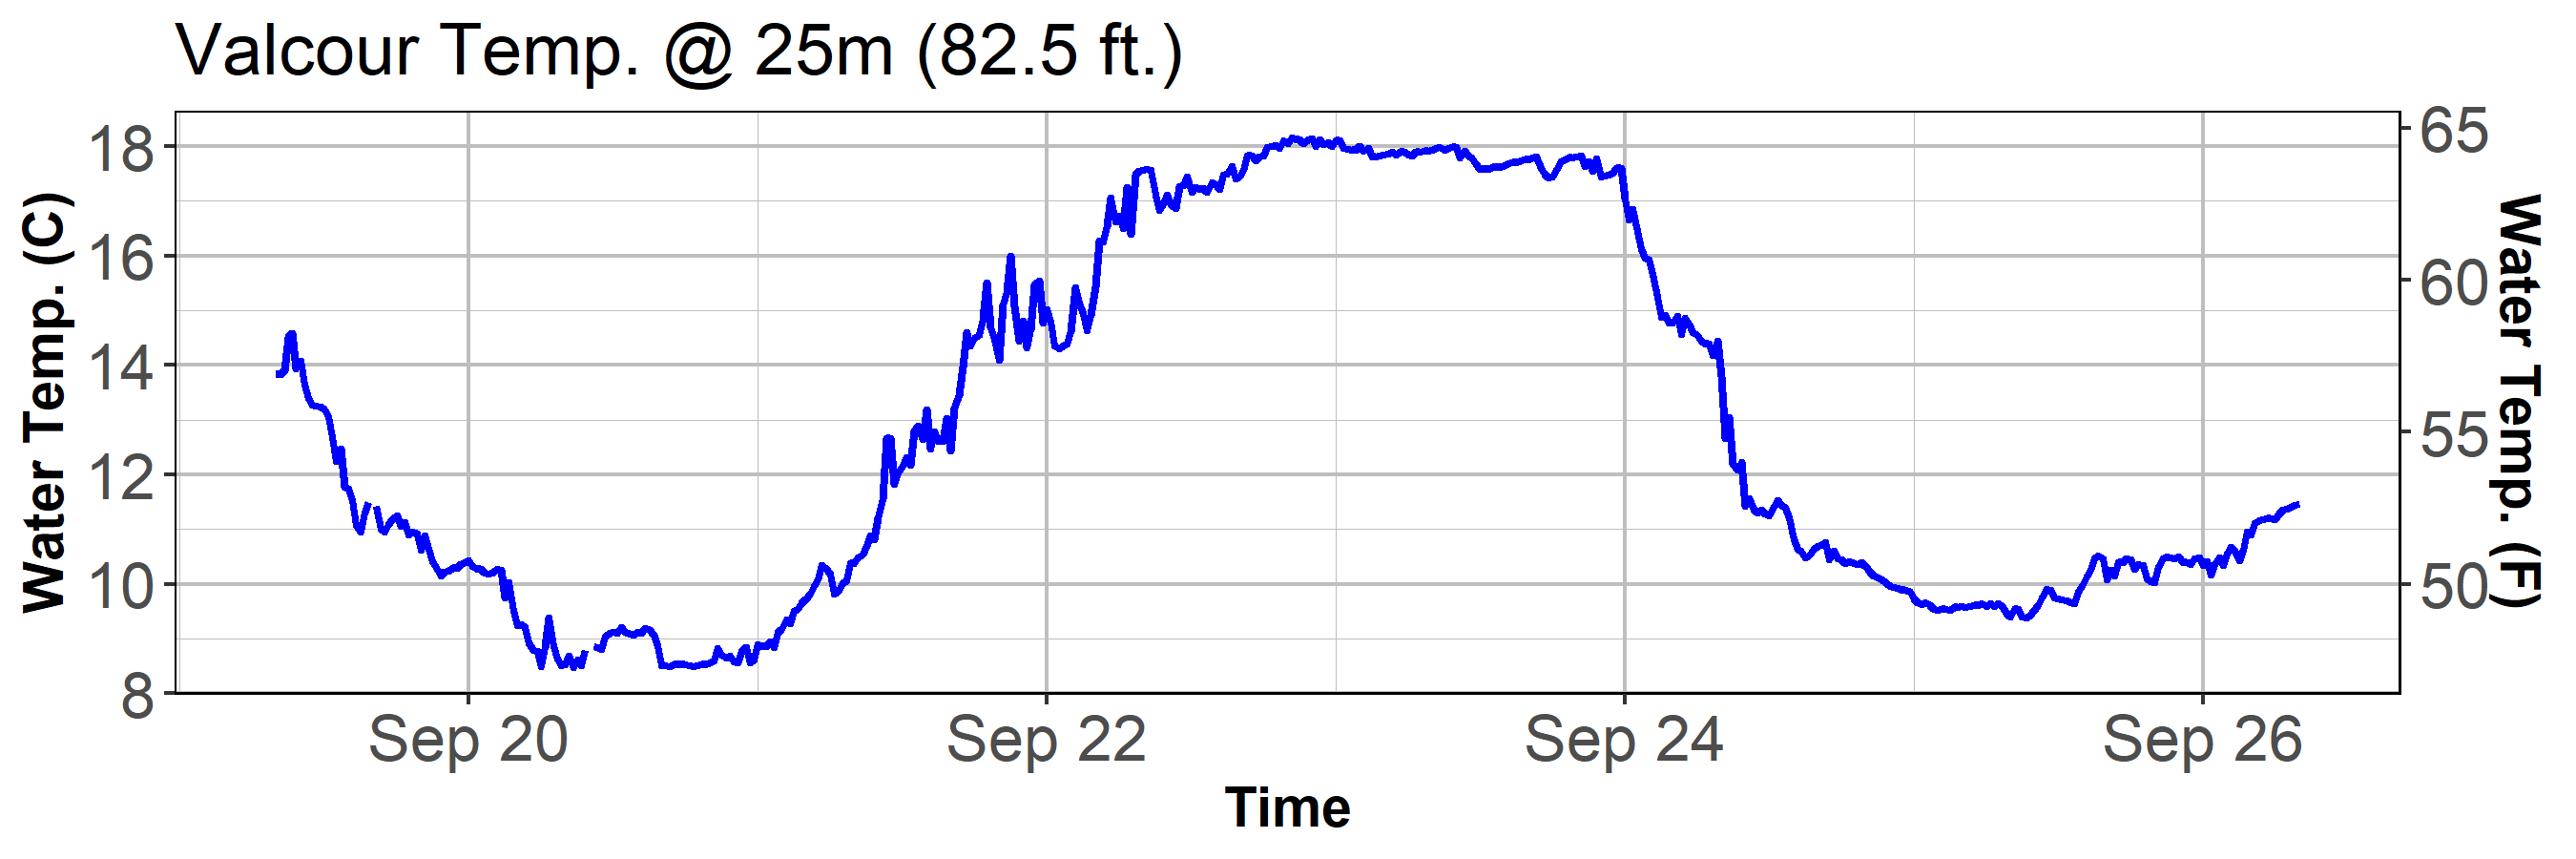 Valcour Temp. @ 25m (82.5 ft.)
Water Temp. (C)
18
16
14
12
10
8
65
60
55
50
Water Temp. (F)
Sep 20
Sep 22
Sep 24
Sep 26
Time